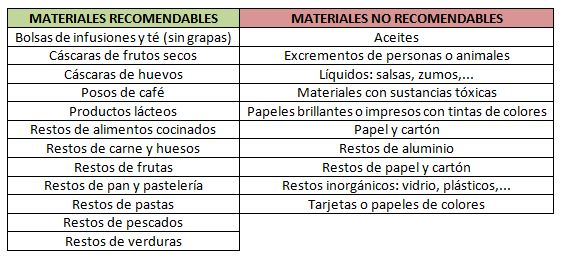 MATERIALES RECOMENDABLES MATERIALES NO RECOMENDABLES
Bolsas de infusiones y té (sin grapas) Aceites
Cáscaras de frutos secos Excrementos de personas o animales
Cáscaras de huevos Líquidos: salsas, zumos,...
Posos de café Materiales con sustancias tóxicas
Productos lácteos Papeles brillantes o impresos con tintas de colores
Restos de alimentos cocinados Papel y cartón
Restos de carne y huesos Restos de aluminio
Restos de frutas Restos de papel y cartón
Restos de pan y pastelería Restos inorgánicos: vidrio, plásticos,...
Restos de pastas Tarjetas o papeles de colores
Restos de pescados
Restos de verduras